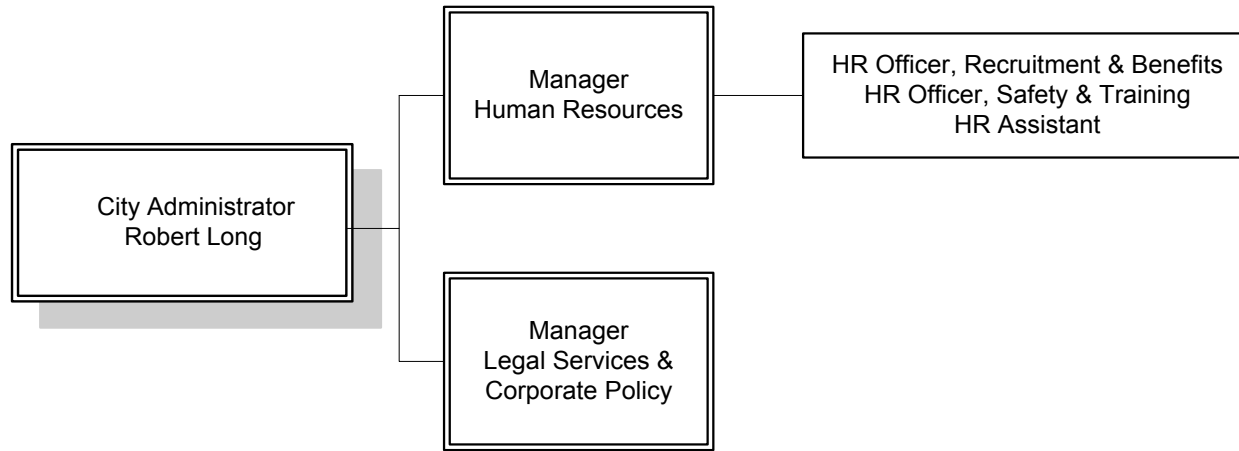 City Administrator
Robert Long
Manager
Human Resources
HR Officer, Recruitment & Benefits
HR Officer, Safety & Training
HR Assistant
Manager
Legal Services &
Corporate Policy